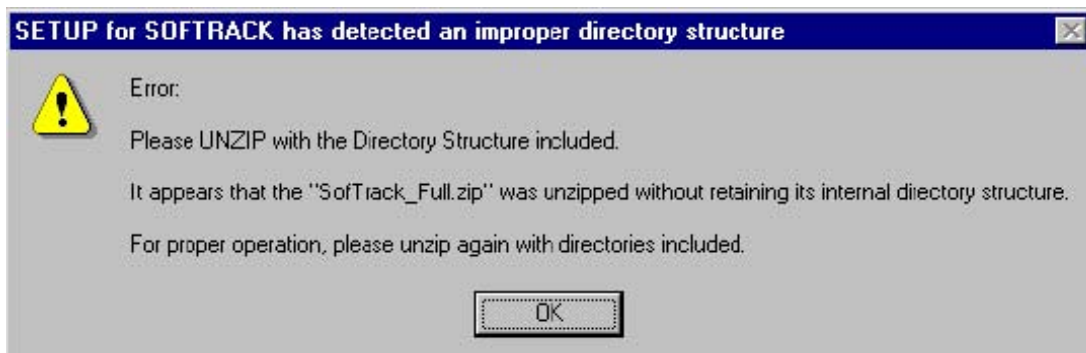 SETUP for SOFTRACK has detected an improper directory structure
Error:
Please UNZIP with the Directory Structure included.
It appears that the "SofTrack_Full.zip" was unzipped without retaining its internal directory structure.
For proper operation, please unzip again with directories included.
OK